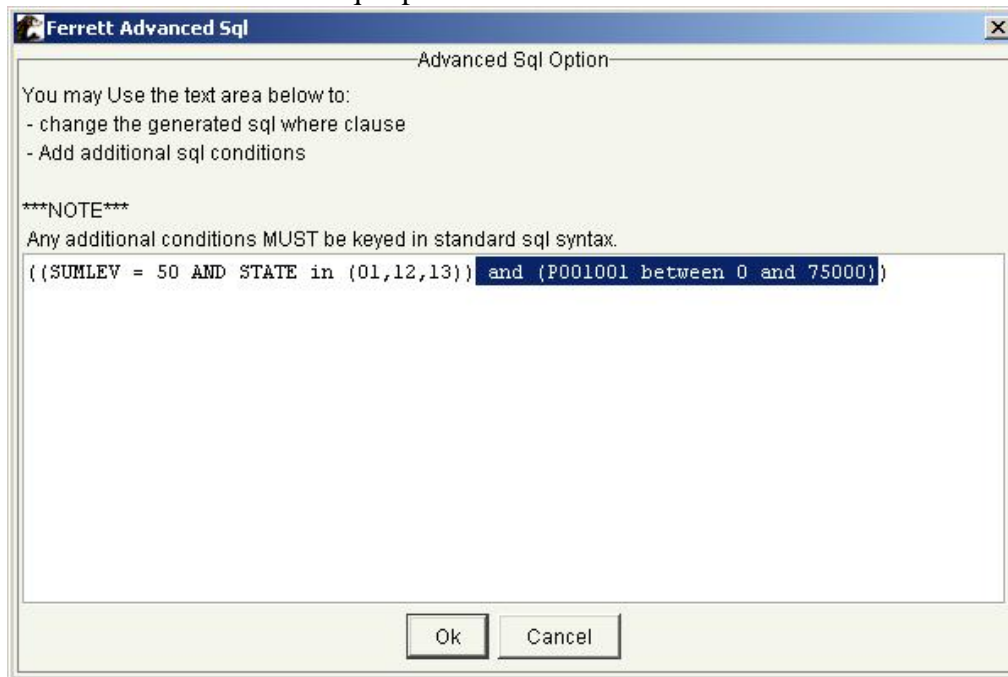 Ferrett Advanced Sql
Advanced Sql Option
You may Use the text area below to:
- change the generated sql where clause
- Add additional sql conditions
***NOTE***
Any additional conditions MUST be keyed in standard sql syntax.
((SUMLEV = 50 AND STATE in (01,12,13)) and (P001001 between 0 and 75000))
Ok Cancel